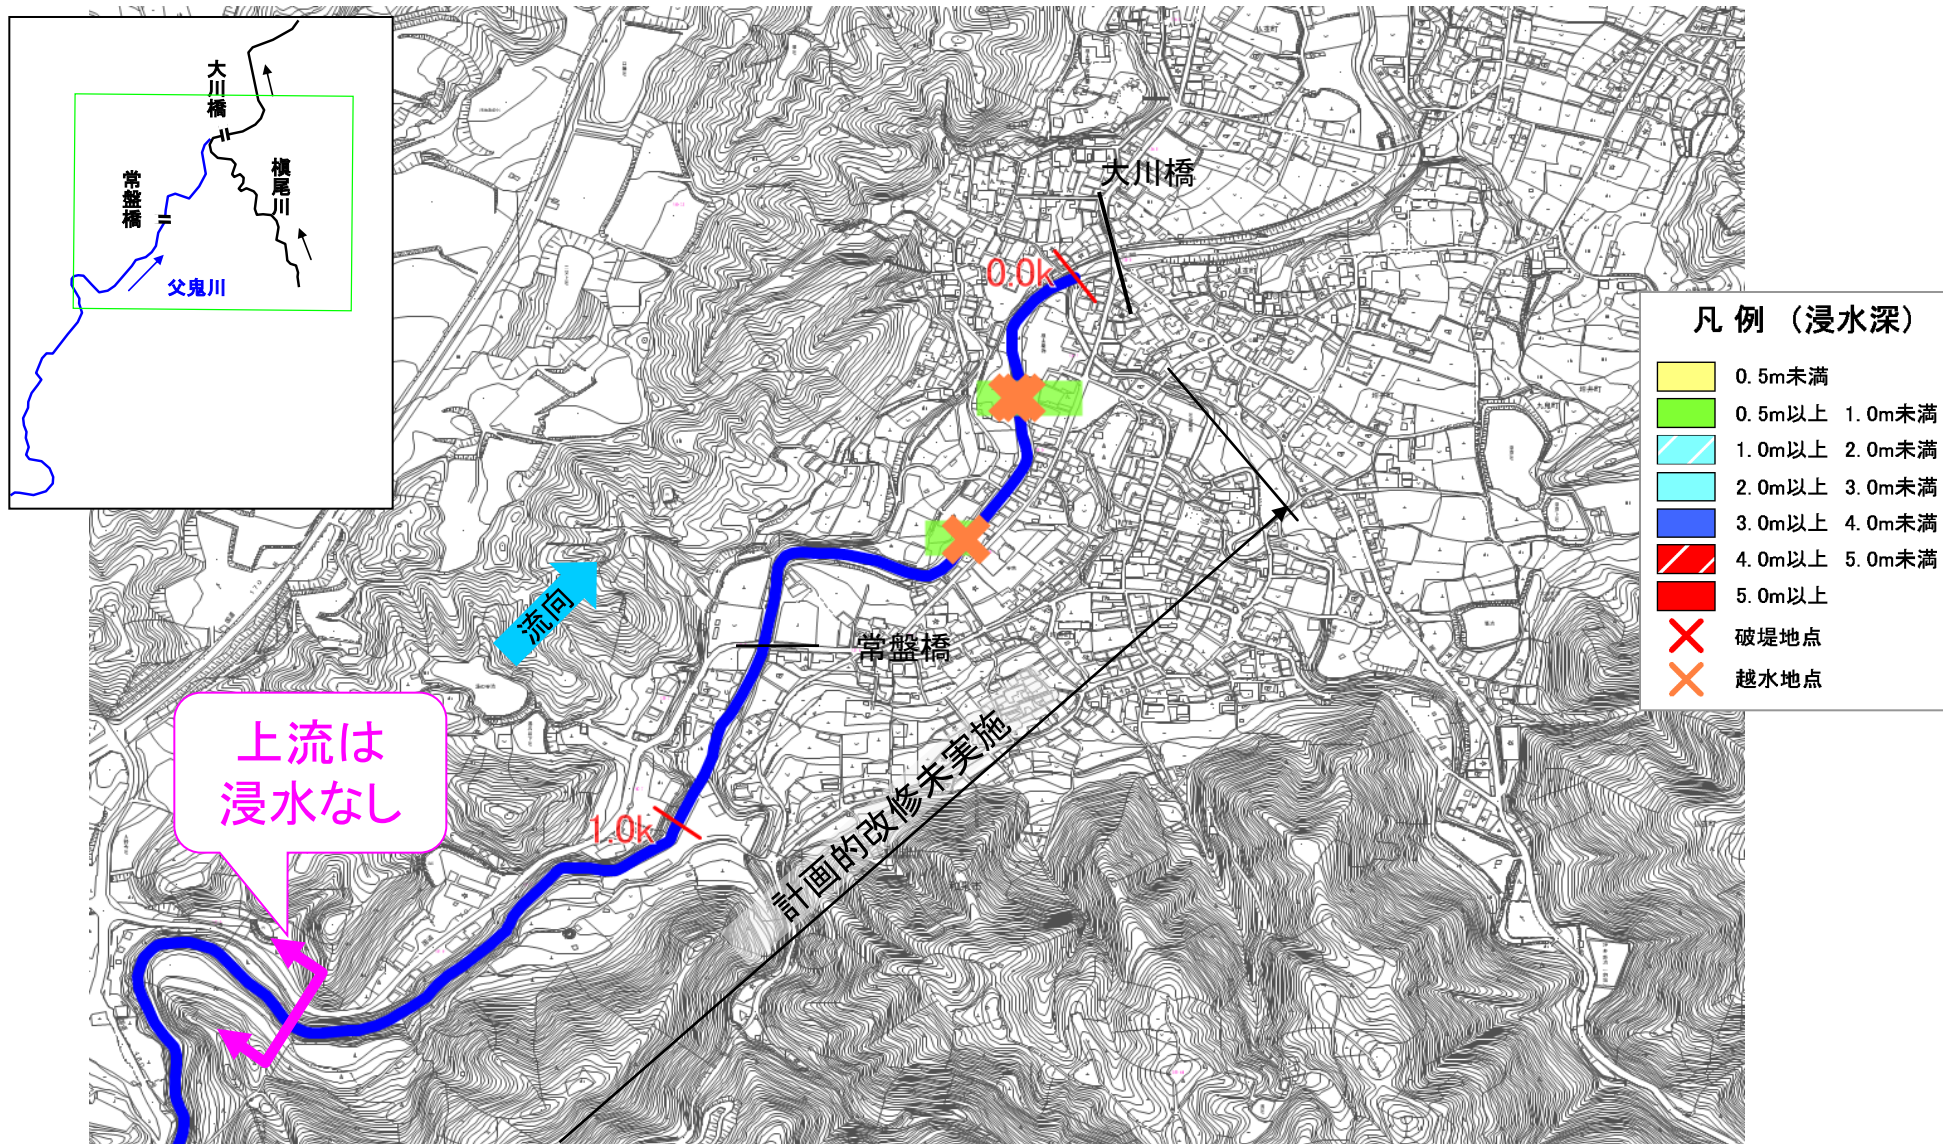 大川橋
槇尾川
常盤橋
父鬼川
大川橋
0.0k
凡 例 （浸水深）
0.5m未満
0.5m以上 1.0m未満
1.0m以上 2.0m未満
2.0m以上 3.0m未満
3.0m以上 4.0m未満
4.0m以上 5.0m未満
5.0m以上
破堤地点
越水地点
流向
常盤橋
上流は
浸水なし
1.0k
計画的改修未実施